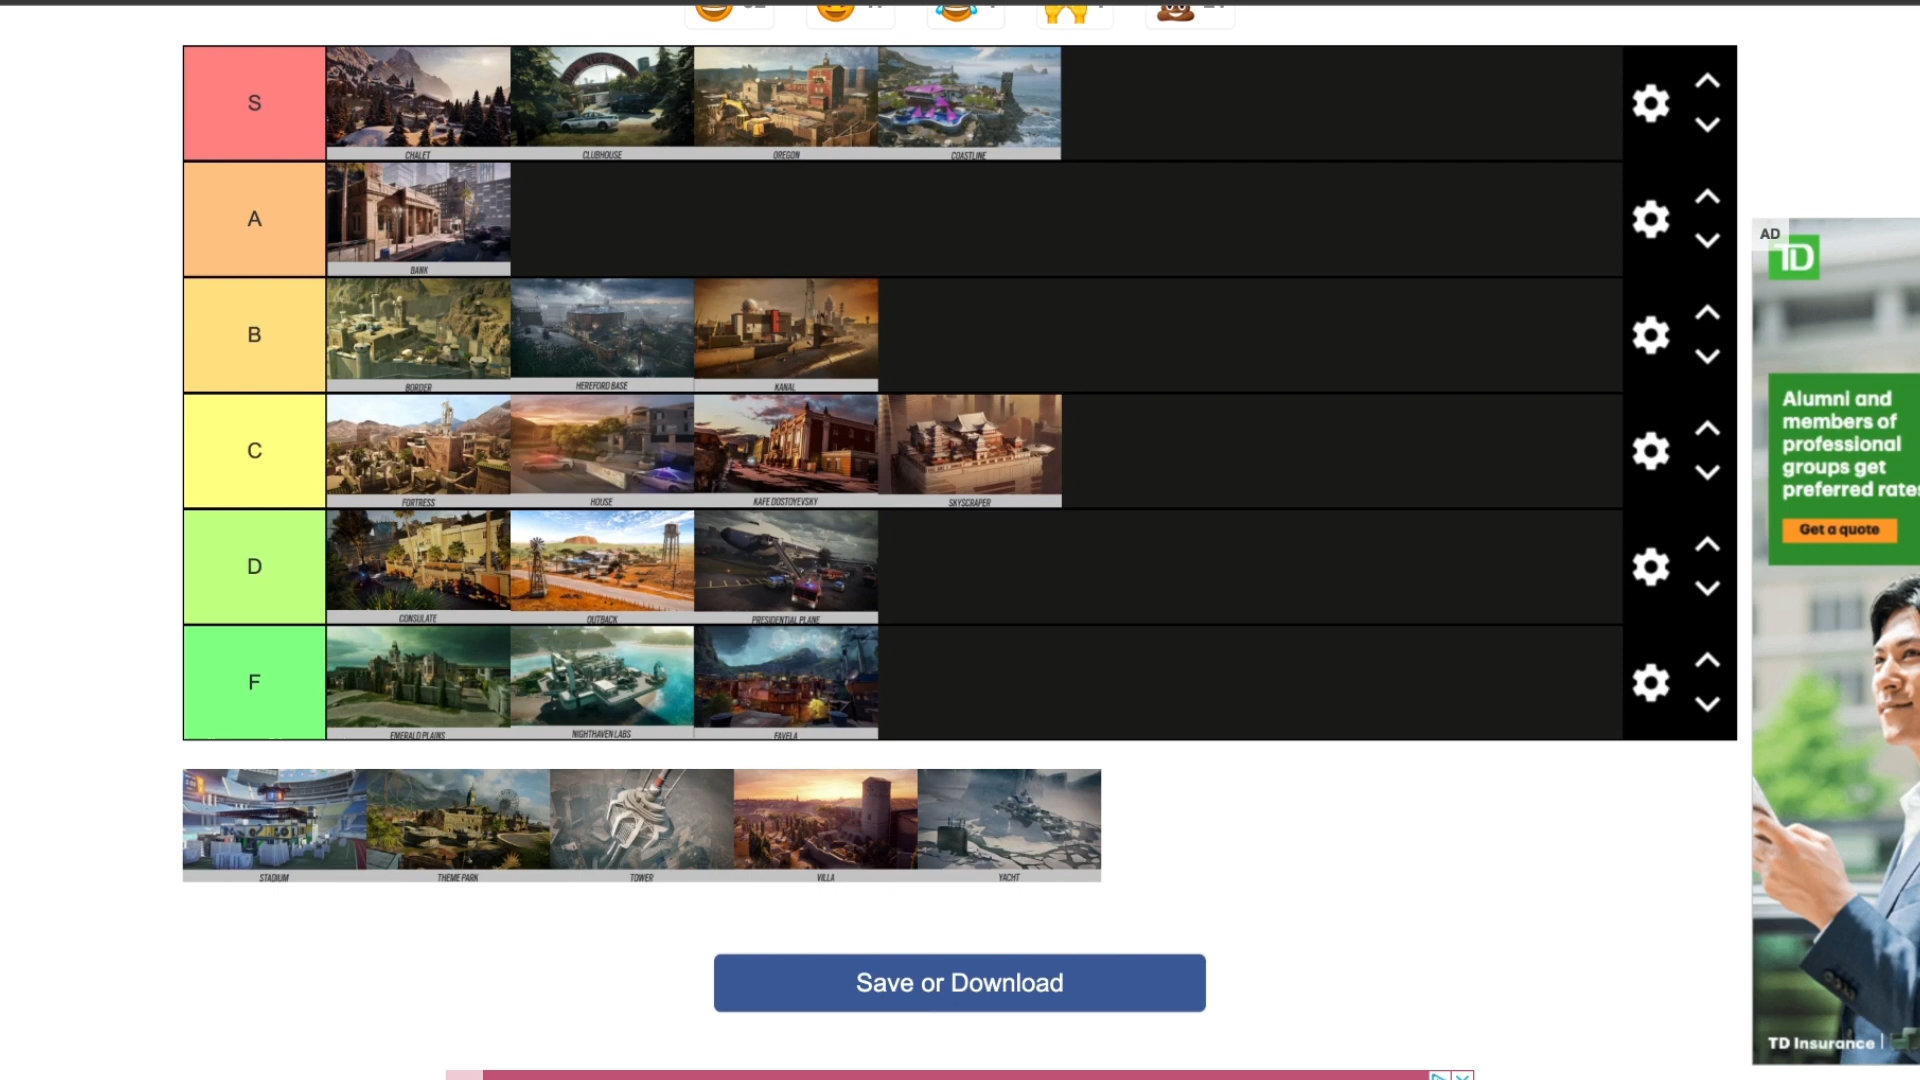 S
CHALET
CLUBHOUSE
OREGON
COASTLINE
A
BANK
B
BORDER
HEREFORD BASE
KANAL
C
FORTRESS
HOUSE
KAFE DOSTOYEVSKY
SKYSCRAPER
D
CONSULATE
OUTBACK
PRESIDENTIAL PLANE
F
EMERALD PLAINS
NIGHTHAVEN LABS
FAVELA
STADIUM
THEME PARK
TOWER
VILLA
YACHT
Save or Download
AD
TD
Alumni and
members of
professional
groups get
preferred rates
Get a quote
TD Insurance